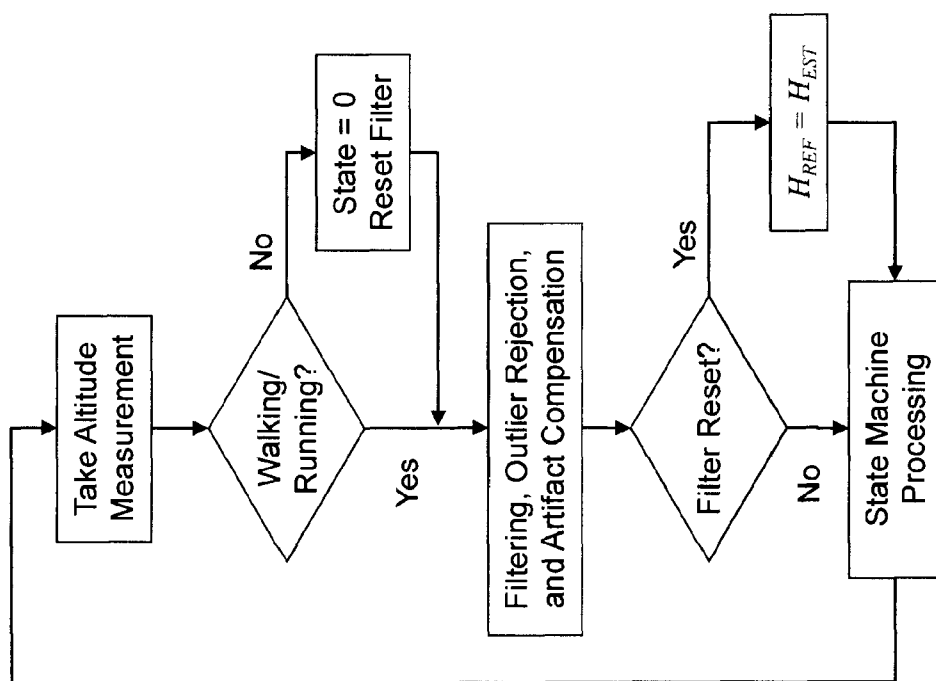 Take Altitude
Measurement
Walking/
Running?
No
State = 0
Reset Filter
Yes
Filtering, Outlier Rejection,
and Artifact Compensation
Filter Reset?
Yes
H_REF = H_EST
No
State Machine
Processing